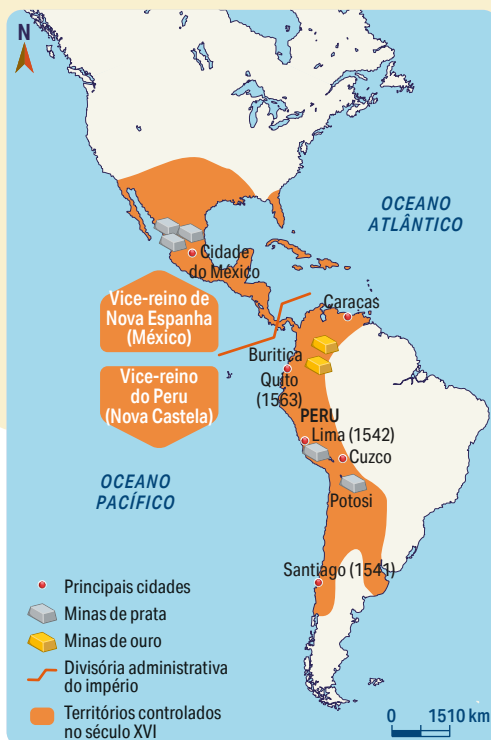 N
OCEANO
ATLÂNTICO
Cidade
do México
Vice-reino de
Nova Espanha
(México)
Caracas
Buritica
Quito
(1563)
Vice-reino
do Peru
(Nova Castela)
PERU
Lima (1542)
Cuzco
OCEANO
PACÍFICO
Potosi
Santiago (1541)
Principais cidades
Minas de prata
Minas de ouro
Divisória administrativa
do império
Territórios controlados
no século XVI
0 1510 km